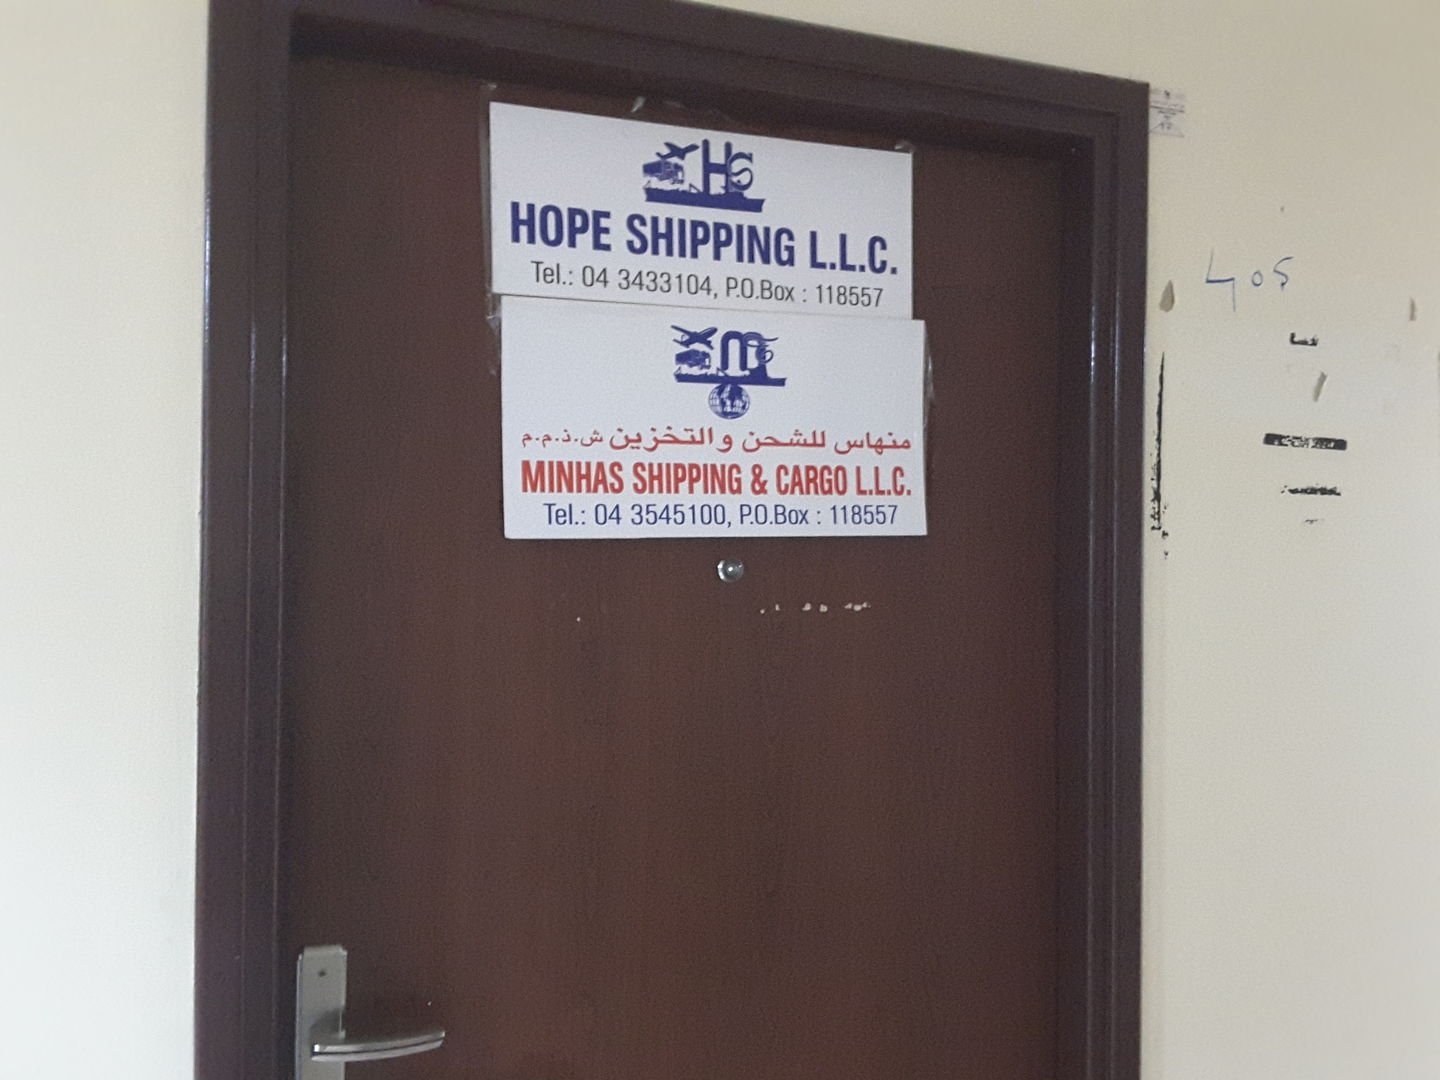 HS
HOPE SHIPPING L.L.C.
Tel.: 04 3433104, P.O.Box : 118557
منهاس للشحن والتخزين ش.ذ.م.م
MINHAS SHIPPING & CARGO L.L.C.
Tel.: 04 3545100, P.O.Box : 118557
405